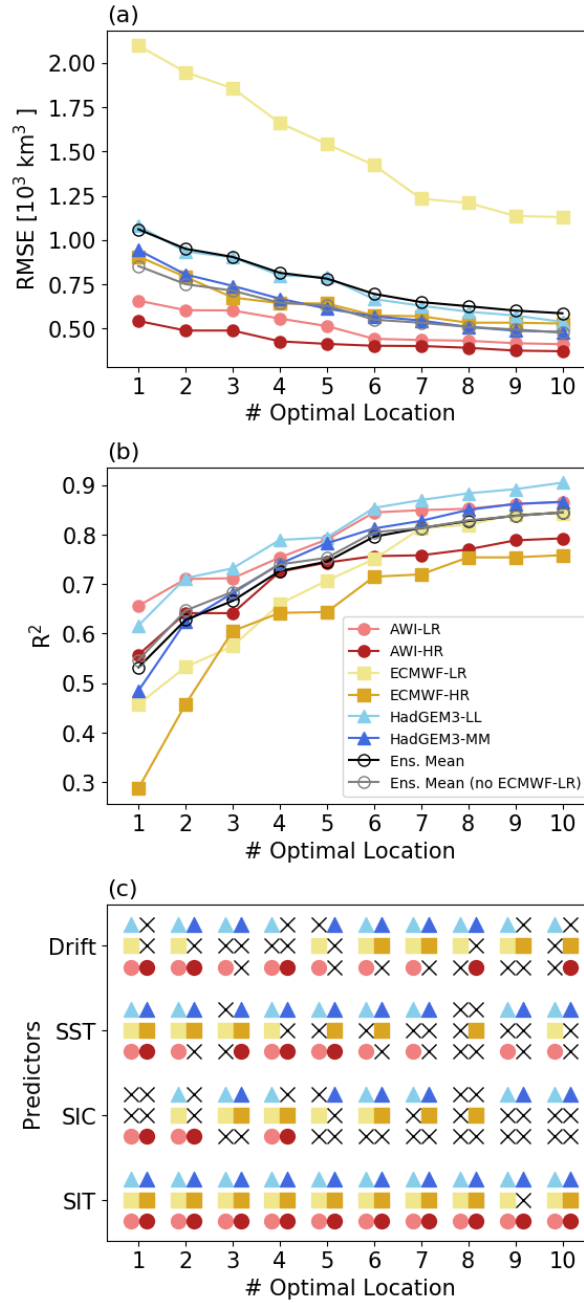 (a)
RMSE [10³ km³ ]
2.00
1.75
1.50
1.25
1.00
0.75
0.50
1 2 3 4 5 6 7 8 9 10
# Optimal Location
(b)
R²
0.9
0.8
0.7
0.6
0.5
0.4
0.3
AWI-LR
AWI-HR
ECMWF-LR
ECMWF-HR
HadGEM3-LL
HadGEM3-MM
Ens. Mean
Ens. Mean (no ECMWF-LR)
1 2 3 4 5 6 7 8 9 10
# Optimal Location
(c)
Predictors
Drift
SST
SIC
SIT
1 2 3 4 5 6 7 8 9 10
# Optimal Location